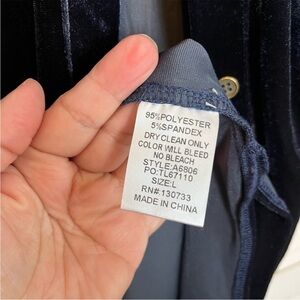 95%POLYESTER
5%SPANDEX
DRY CLEAN ONLY
COLOR WILL BLEED
NO BLEACH
STYLE:A6806
PO:TL67110
SIZE:L
RN#:130733
MADE IN CHINA